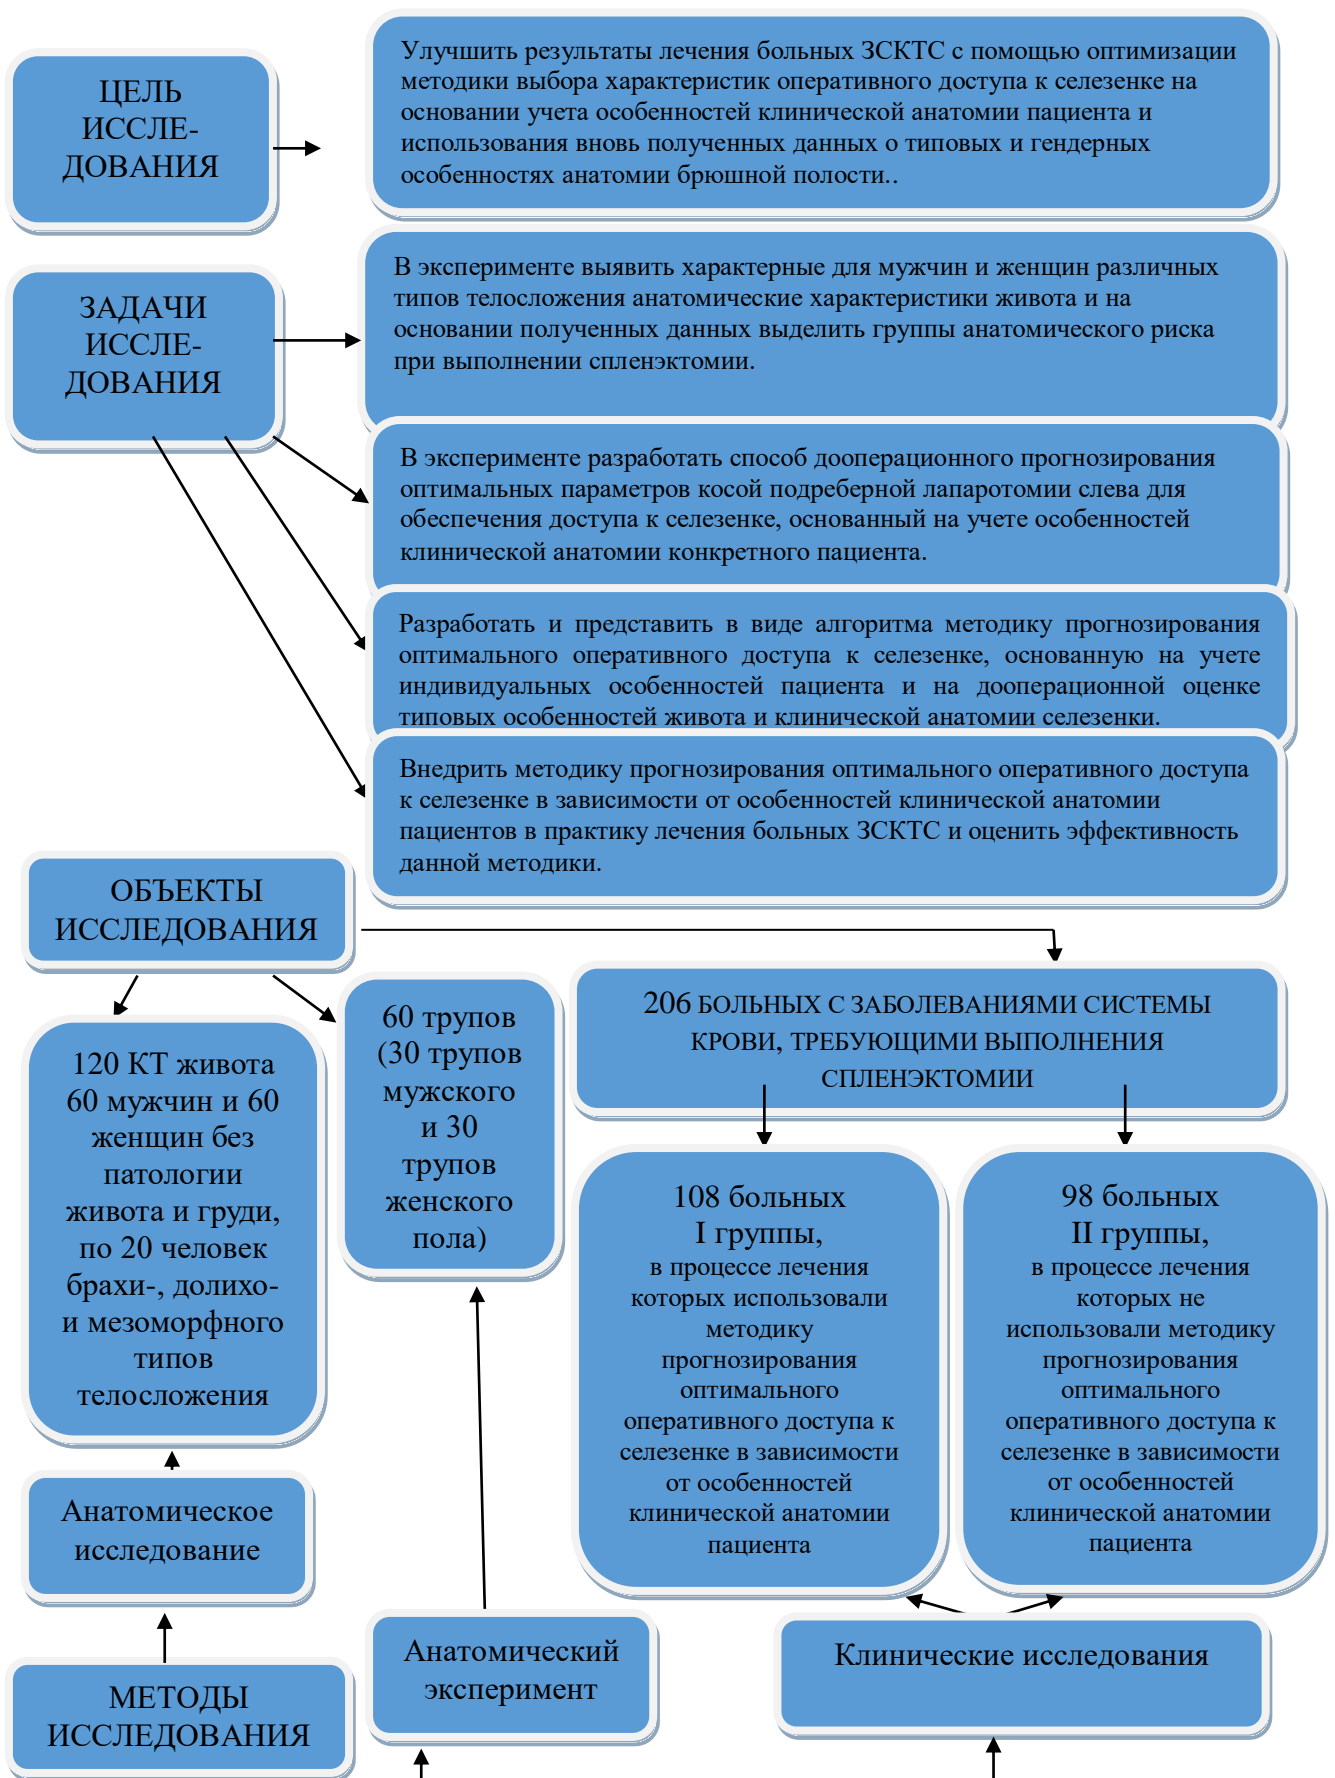 ЦЕЛЬ
ИССЛЕ-
ДОВАНИЯ
Улучшить результаты лечения больных ЗСКТС с помощью оптимизации
методики выбора характеристик оперативного доступа к селезенке на
основании учета особенностей клинической анатомии пациента и
использования вновь полученных данных о типовых и гендерных
особенностях анатомии брюшной полости..
ЗАДАЧИ
ИССЛЕ-
ДОВАНИЯ
В эксперименте выявить характерные для мужчин и женщин различных
типов телосложения анатомические характеристики живота и на
основании полученных данных выделить группы анатомического риска
при выполнении спленэктомии.
В эксперименте разработать способ дооперационного прогнозирования
оптимальных параметров косой подреберной лапаротомии слева для
обеспечения доступа к селезенке, основанный на учете особенностей
клинической анатомии конкретного пациента.
Разработать и представить в виде алгоритма методику прогнозирования
оптимального оперативного доступа к селезенке, основанную на учете
индивидуальных особенностей пациента и на дооперационной оценке
типовых особенностей живота и клинической анатомии селезенки.
Внедрить методику прогнозирования оптимального оперативного доступа
к селезенке в зависимости от особенностей клинической анатомии
пациентов в практику лечения больных ЗСКТС и оценить эффективность
данной методики.
ОБЪЕКТЫ
ИССЛЕДОВАНИЯ
120 КТ живота
60 мужчин и 60
женщин без
патологии
живота и груди,
по 20 человек
брахи-, долихо-
и мезоморфного
типов
телосложения
60 трупов
(30 трупов
мужского
и 30
трупов
женского
пола)
206 БОЛЬНЫХ С ЗАБОЛЕВАНИЯМИ СИСТЕМЫ
КРОВИ, ТРЕБУЮЩИМИ ВЫПОЛНЕНИЯ
СПЛЕНЭКТОМИИ
108 больных
I группы,
в процессе лечения
которых использовали
методику
прогнозирования
оптимального
оперативного доступа к
селезенке в зависимости
от особенностей
клинической анатомии
пациента
98 больных
II группы,
в процессе лечения
которых не
использовали методику
прогнозирования
оптимального
оперативного доступа к
селезенке в зависимости
от особенностей
клинической анатомии
пациента
Анатомическое
исследование
Анатомический
эксперимент
Клинические исследования
МЕТОДЫ
ИССЛЕДОВАНИЯ